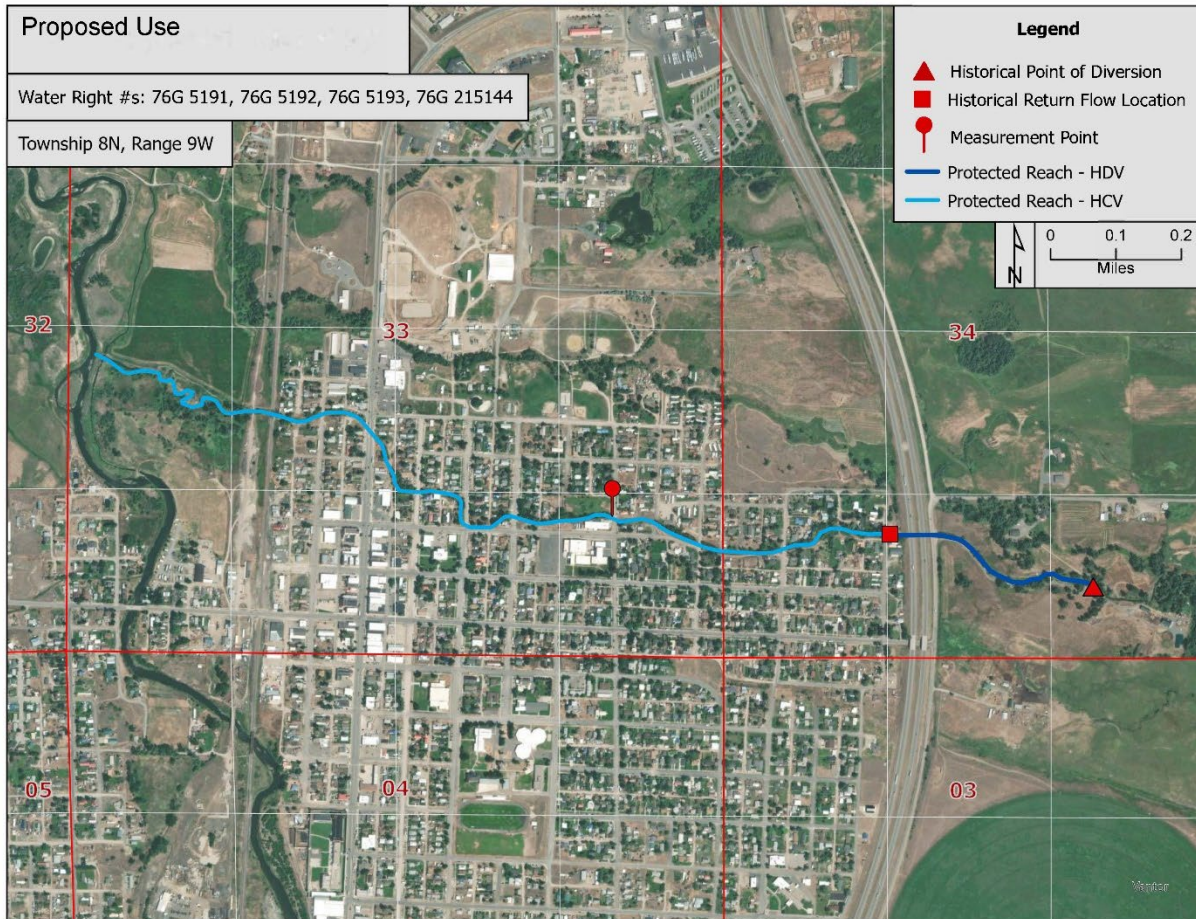 Proposed Use
Water Right #s: 76G 5191, 76G 5192, 76G 5193, 76G 215144
Township 8N, Range 9W
Legend
Historical Point of Diversion
Historical Return Flow Location
Measurement Point
Protected Reach - HDV
Protected Reach - HCV
N
0 0.1 0.2
Miles
32
33
34
05
04
03